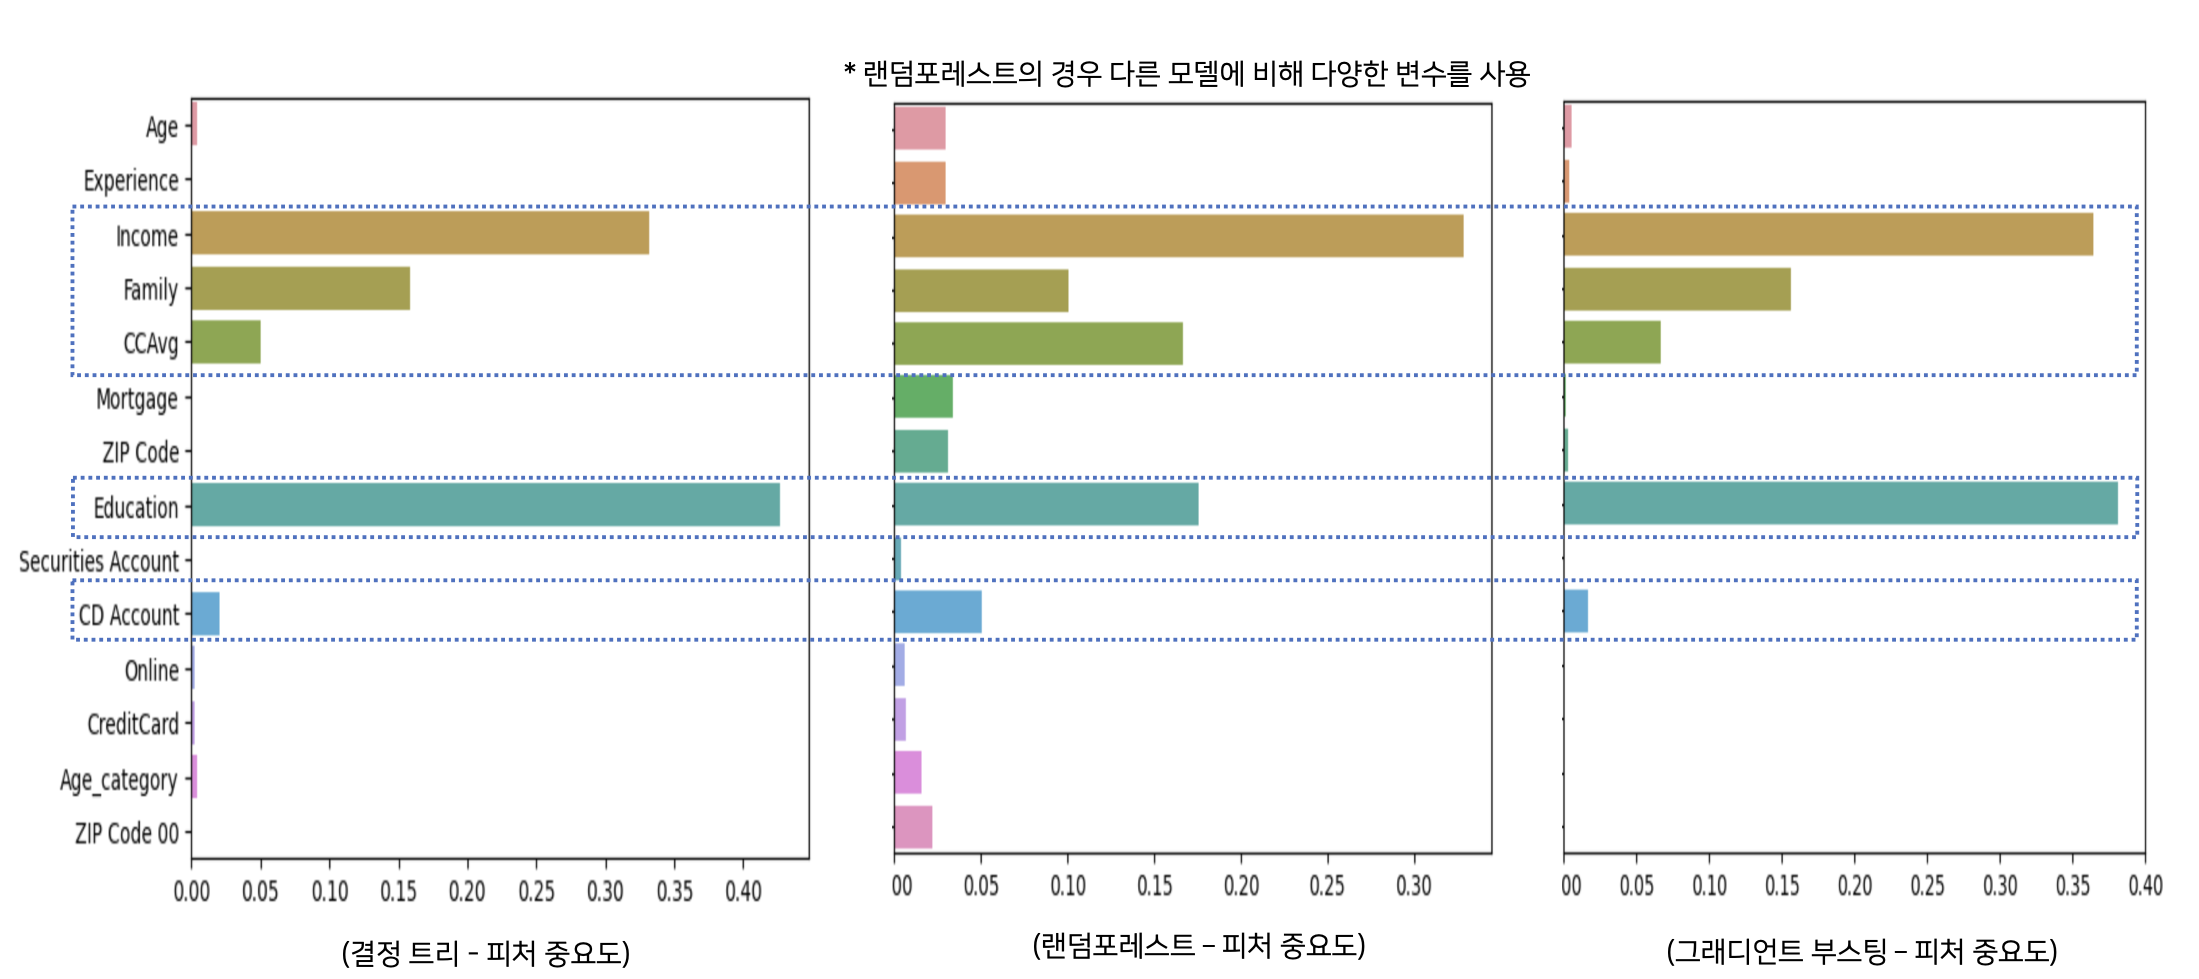 * 랜덤포레스트의 경우 다른 모델에 비해 다양한 변수를 사용
Age
Experience
Income
Family
CCAvg
Mortgage
ZIP Code
Education
Securities Account
CD Account
Online
CreditCard
Age_category
ZIP Code 00
0.00 0.05 0.10 0.15 0.20 0.25 0.30 0.35 0.40
00 0.05 0.10 0.15 0.20 0.25 0.30
00 0.05 0.10 0.15 0.20 0.25 0.30 0.35 0.40
(결정 트리 – 피처 중요도)
(랜덤포레스트 – 피처 중요도)
(그래디언트 부스팅 – 피처 중요도)